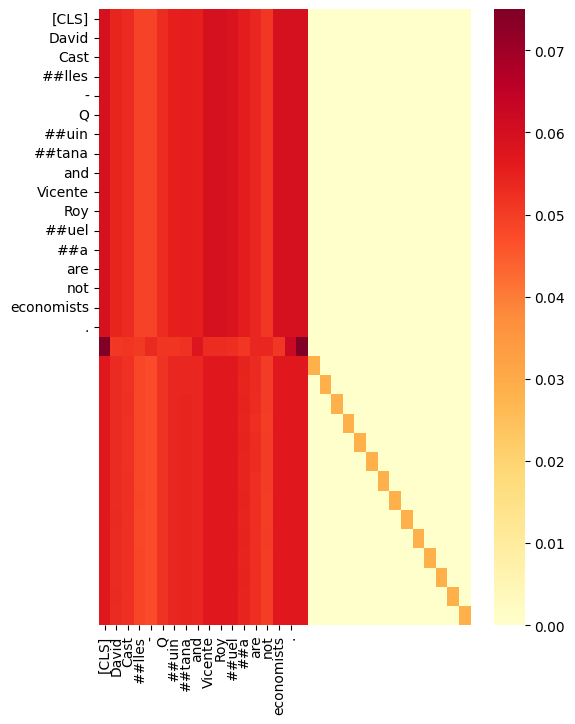 [CLS]
David
Cast
##lles
-
Q
##uin
##tana
and
Vicente
Roy
##uel
##a
are
not
economists
.
0.07
0.06
0.05
0.04
0.03
0.02
0.01
0.00
[CLS]
David
Cast
##lles
-
Q
##uin
##tana
and
Vicente
Roy
##uel
##a
are
not
economists
.